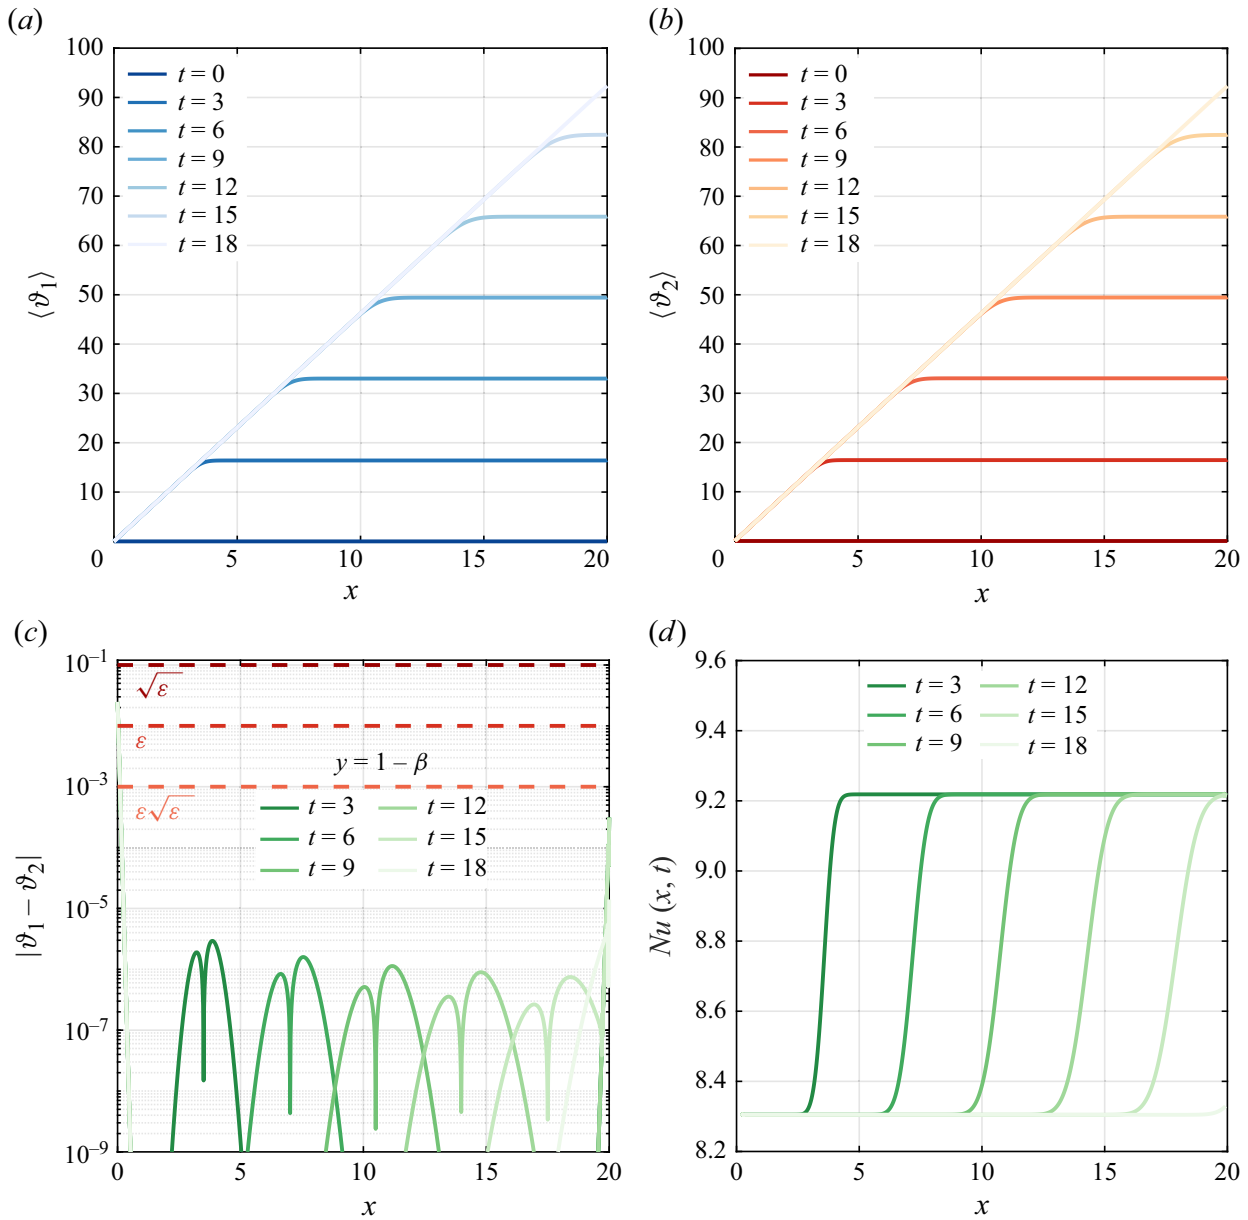 (a)
100
90
80
70
60
50
40
30
20
10
0
5
10
15
20
⟨ϑ1⟩
x
t = 0
t = 3
t = 6
t = 9
t = 12
t = 15
t = 18
(b)
100
90
80
70
60
50
40
30
20
10
0
5
10
15
20
⟨ϑ2⟩
x
t = 0
t = 3
t = 6
t = 9
t = 12
t = 15
t = 18
(c)
10⁻¹
10⁻³
10⁻⁵
10⁻⁷
10⁻⁹
0
5
10
15
20
|ϑ1 – ϑ2|
x
√ε
ε
ε√ε
y = 1 – β
t = 3
t = 12
t = 6
t = 15
t = 9
t = 18
(d)
9.6
9.4
9.2
9.0
8.8
8.6
8.4
8.2
0
5
10
15
20
Nu (x, t)
x
t = 3
t = 12
t = 6
t = 15
t = 9
t = 18